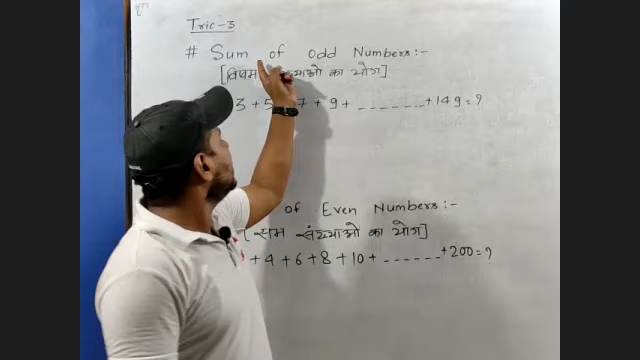 Tric-3
# Sum of Odd Numbers:-
[विषम संख्याओ का योग]
3 + 5 + 7 + 9 + _ _ _ _ _ _ + 149 = ?
of Even Numbers:-
[सम संख्याओ का योग]
+ 4 + 6 + 8 + 10 + _ _ _ _ _ _ + 200 = ?